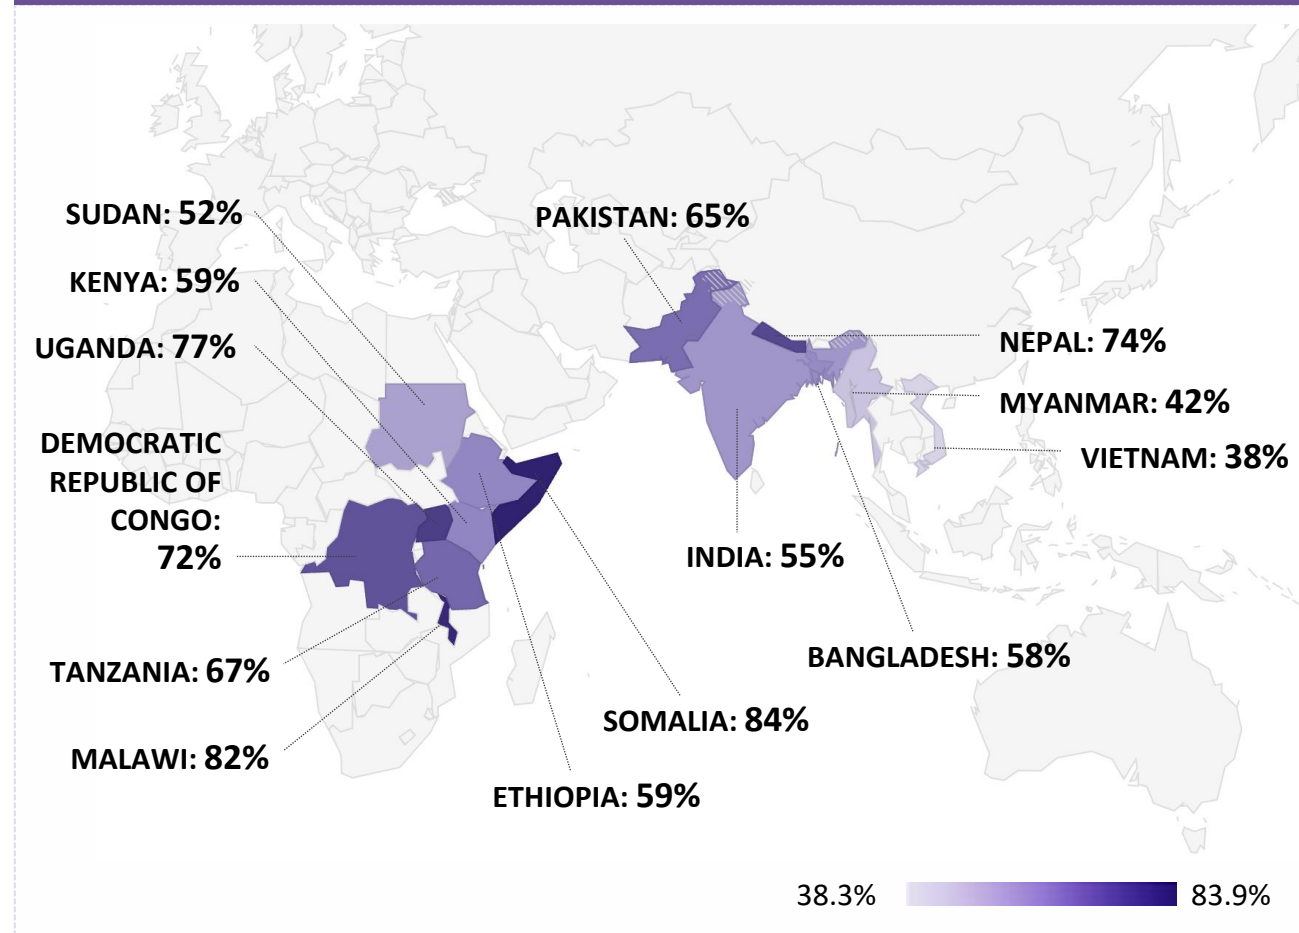 SUDAN: 52%
PAKISTAN: 65%
KENYA: 59%
UGANDA: 77%
NEPAL: 74%
MYANMAR: 42%
VIETNAM: 38%
DEMOCRATIC
REPUBLIC OF
CONGO:
72%
INDIA: 55%
BANGLADESH: 58%
TANZANIA: 67%
SOMALIA: 84%
MALAWI: 82%
ETHIOPIA: 59%
38.3%
83.9%